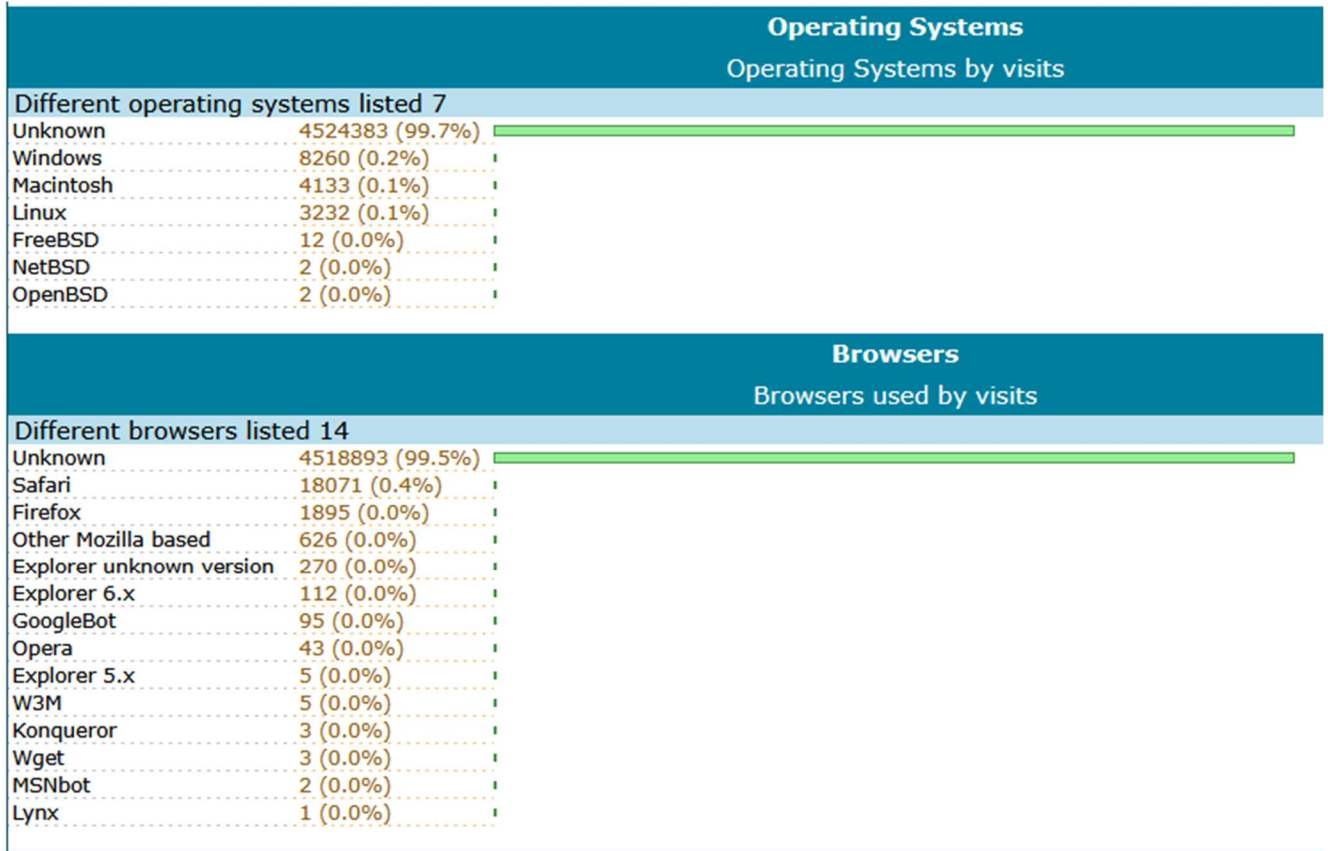 Operating Systems
Operating Systems by visits
Different operating systems listed 7
Unknown 4524383 (99.7%)
Windows 8260 (0.2%)
Macintosh 4133 (0.1%)
Linux 3232 (0.1%)
FreeBSD 12 (0.0%)
NetBSD 2 (0.0%)
OpenBSD 2 (0.0%)
Browsers
Browsers used by visits
Different browsers listed 14
Unknown 4518893 (99.5%)
Safari 18071 (0.4%)
Firefox 1895 (0.0%)
Other Mozilla based 626 (0.0%)
Explorer unknown version 270 (0.0%)
Explorer 6.x 112 (0.0%)
GoogleBot 95 (0.0%)
Opera 43 (0.0%)
Explorer 5.x 5 (0.0%)
W3M 5 (0.0%)
Konqueror 3 (0.0%)
Wget 3 (0.0%)
MSNbot 2 (0.0%)
Lynx 1 (0.0%)